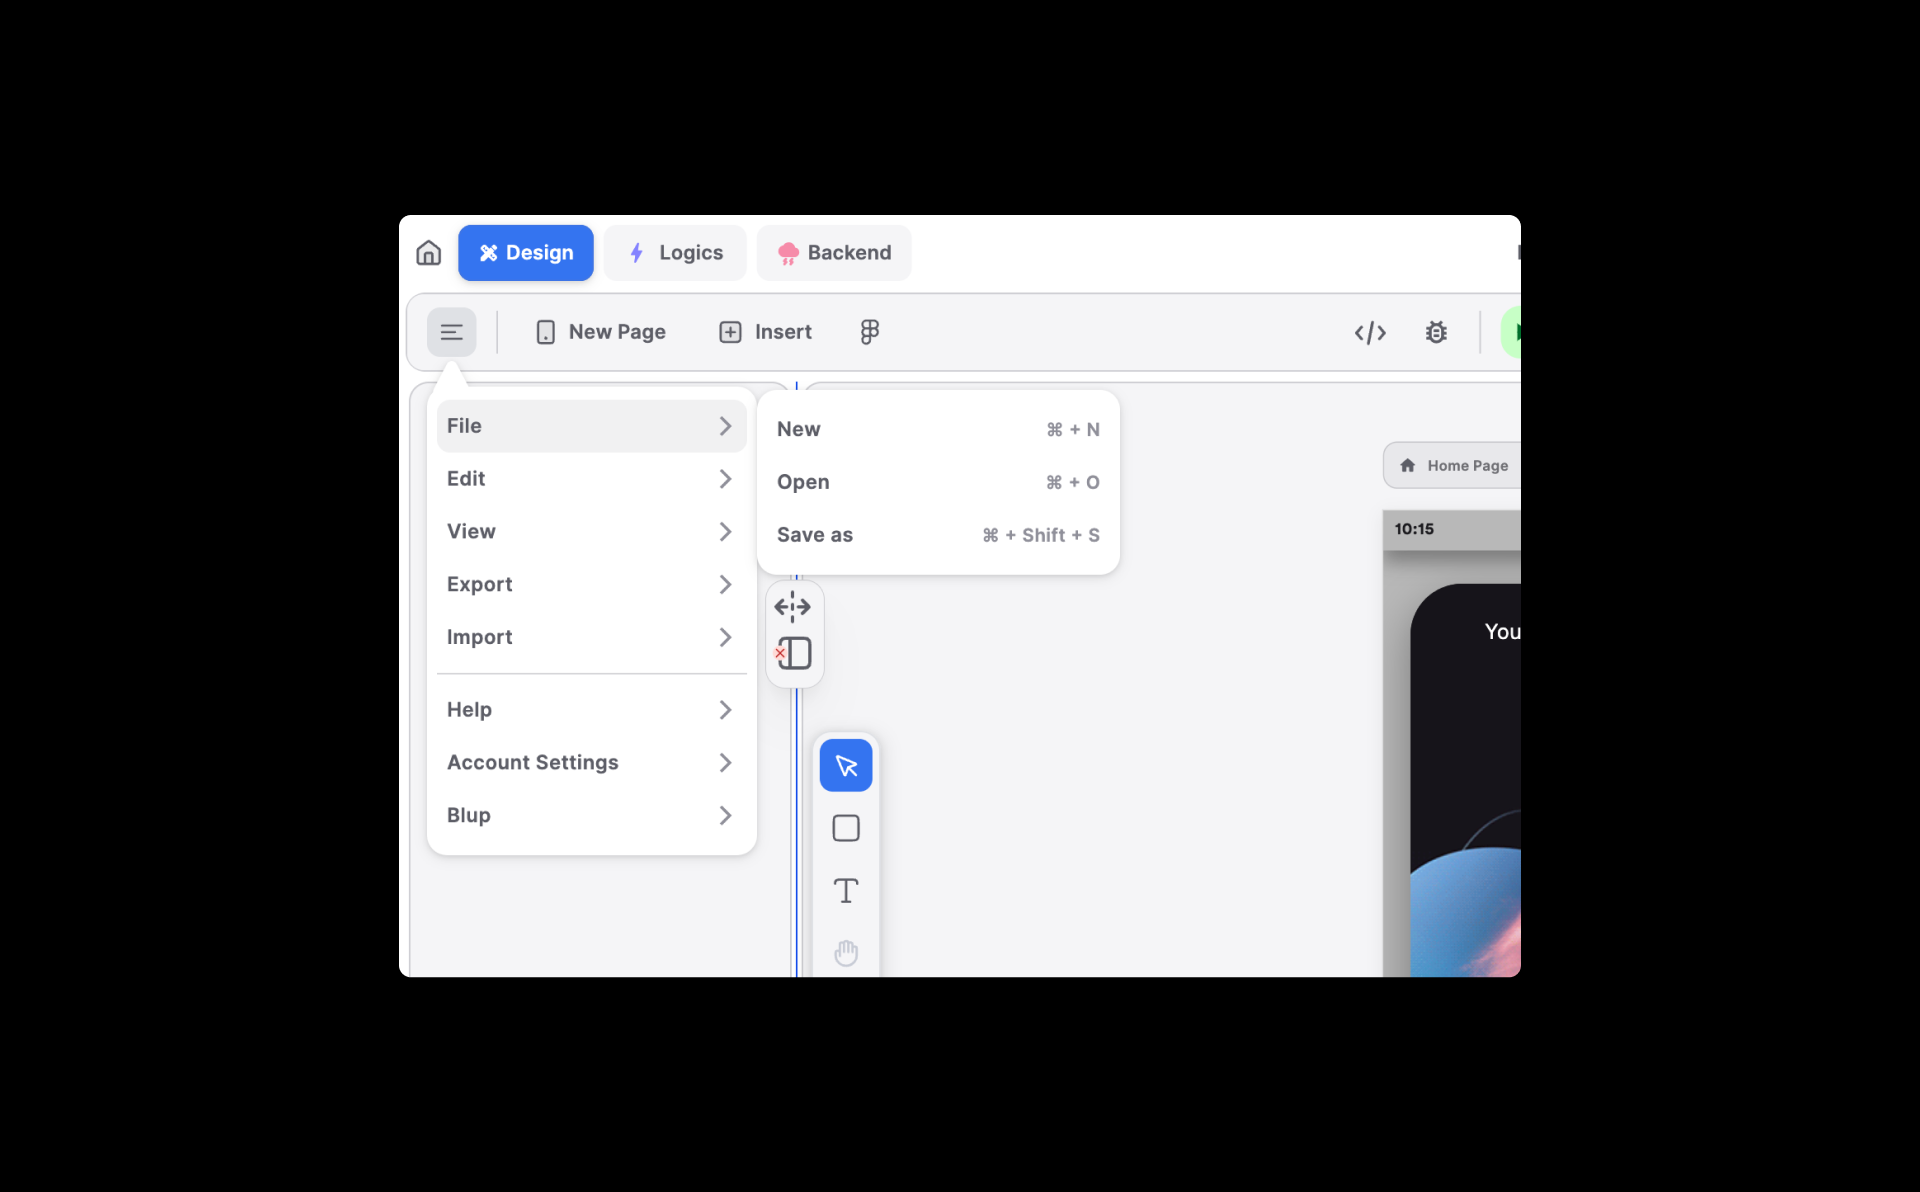 Design
Logics
Backend
New Page
Insert
File
Edit
View
Export
Import
Help
Account Settings
Blup
New ⌘ + N
Open ⌘ + O
Save as ⌘ + Shift + S
Home Page
10:15
You